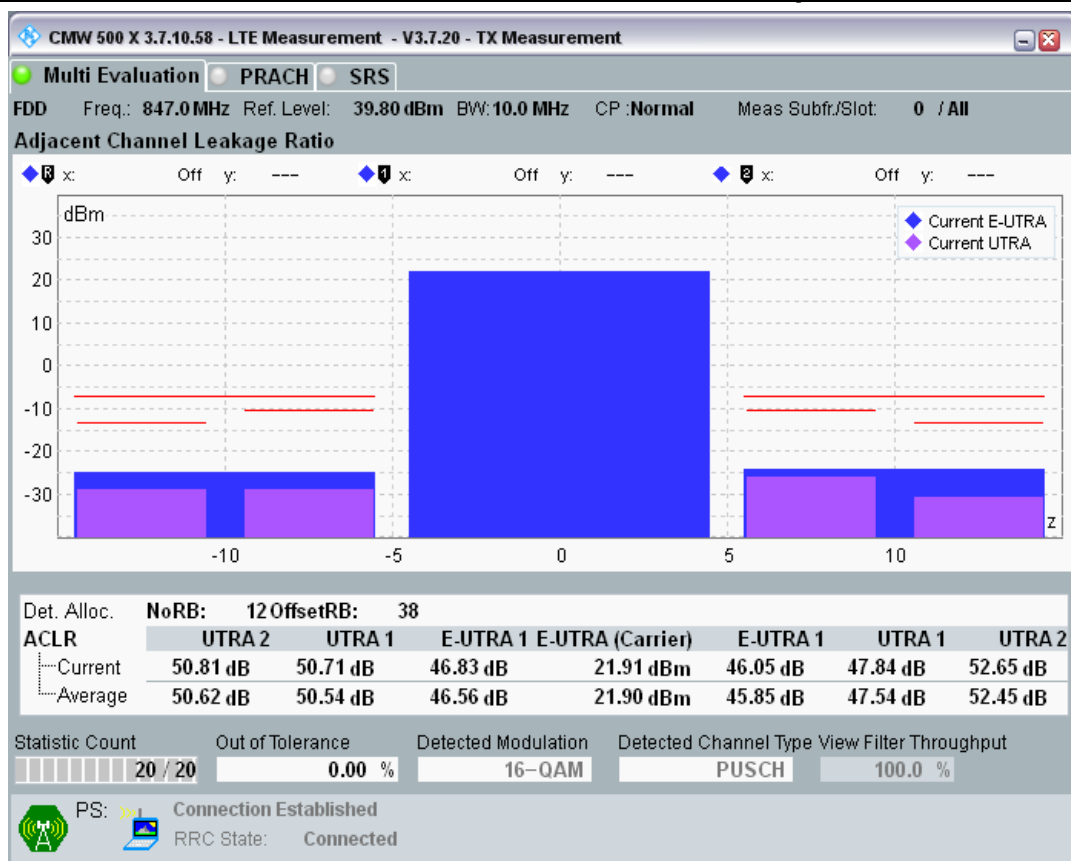 CMW 500 X 3.7.10.58 - LTE Measurement - V3.7.20 - TX Measurement
Multi Evaluation PRACH SRS
FDD Freq.: 847.0 MHz Ref. Level: 39.80 dBm BW: 10.0 MHz CP :Normal Meas Subfr./Slot: 0 / All
Adjacent Channel Leakage Ratio
R x: Off y: --- 1 x: Off y: --- 2 x: Off y: ---
dBm
Current E-UTRA
Current UTRA
30
20
10
0
-10
-20
-30
z
-10 -5 0 5 10
Det. Alloc. NoRB: 12 OffsetRB: 38
ACLR UTRA 2 UTRA 1 E-UTRA 1 E-UTRA (Carrier) E-UTRA 1 UTRA 1 UTRA 2
Current 50.81 dB 50.71 dB 46.83 dB 21.91 dBm 46.05 dB 47.84 dB 52.65 dB
Average 50.62 dB 50.54 dB 46.56 dB 21.90 dBm 45.85 dB 47.54 dB 52.45 dB
Statistic Count Out of Tolerance Detected Modulation Detected Channel Type View Filter Throughput
20 / 20 0.00 % 16-QAM PUSCH 100.0 %
PS: Connection Established
RRC State: Connected